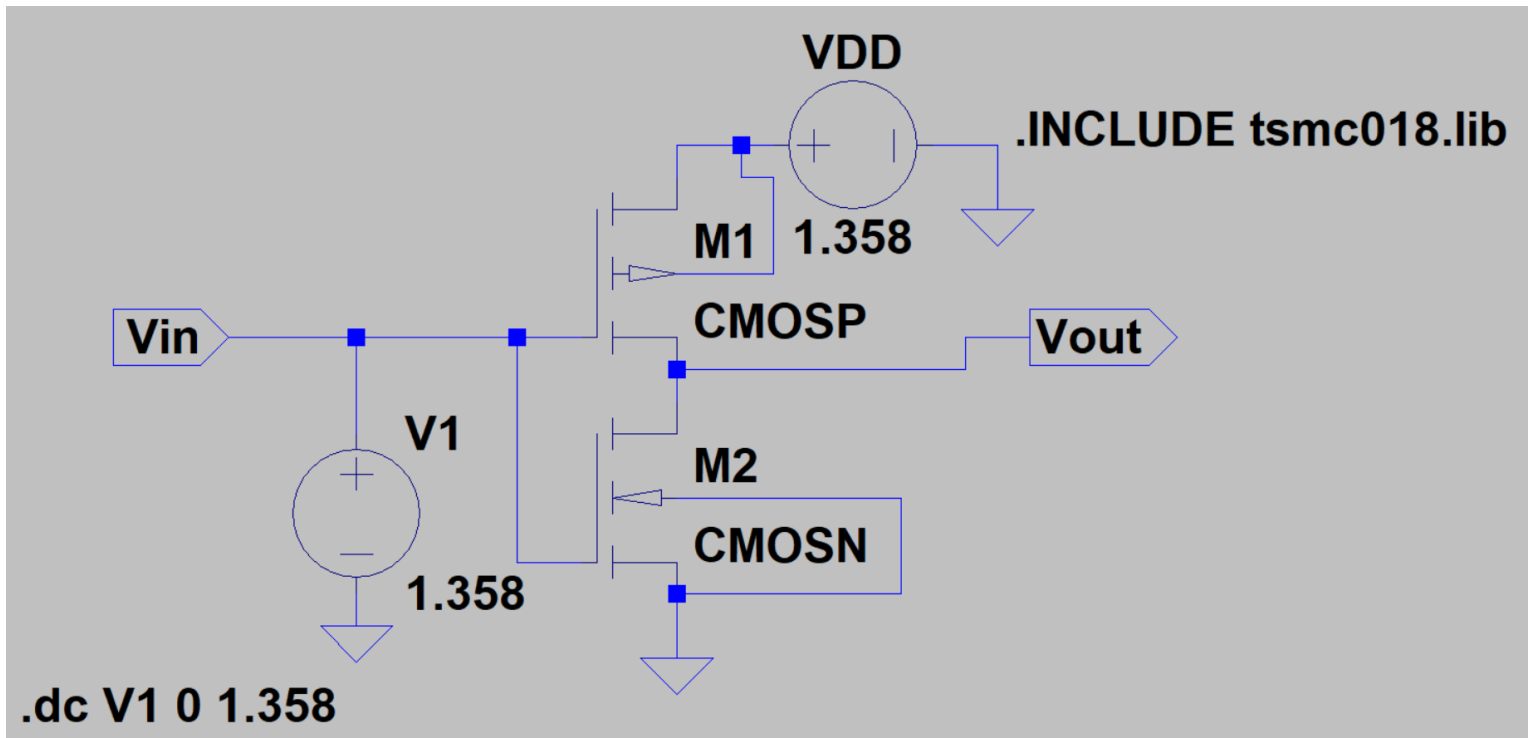 VDD
.INCLUDE tsmc018.lib
1.358
M1
CMOSP
Vin
Vout
V1
M2
CMOSN
1.358
.dc V1 0 1.358